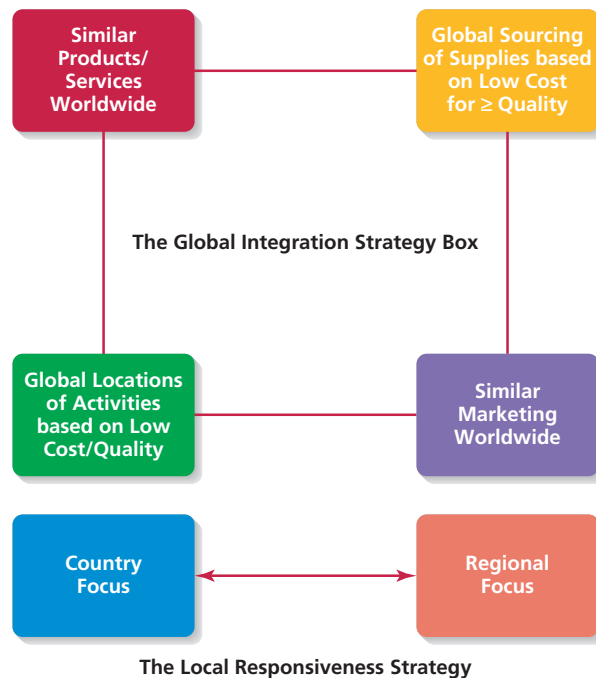 Similar
Products/
Services
Worldwide
Global Sourcing
of Supplies based
on Low Cost
for ≥ Quality
The Global Integration Strategy Box
Global Locations
of Activities
based on Low
Cost/Quality
Similar
Marketing
Worldwide
Country
Focus
Regional
Focus
The Local Responsiveness Strategy